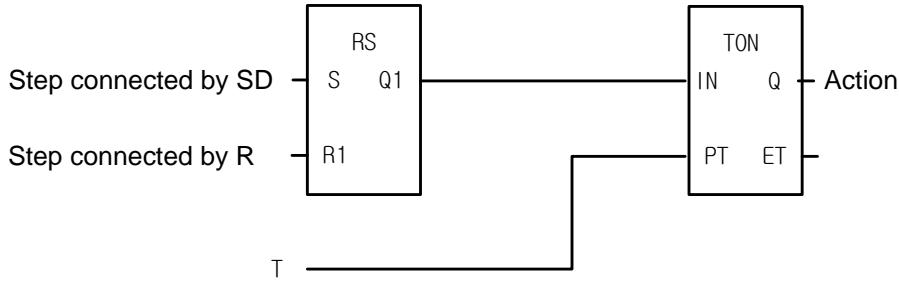 RS
TON
Step connected by SD S Q1 IN Q Action
Step connected by R R1 PT ET
T